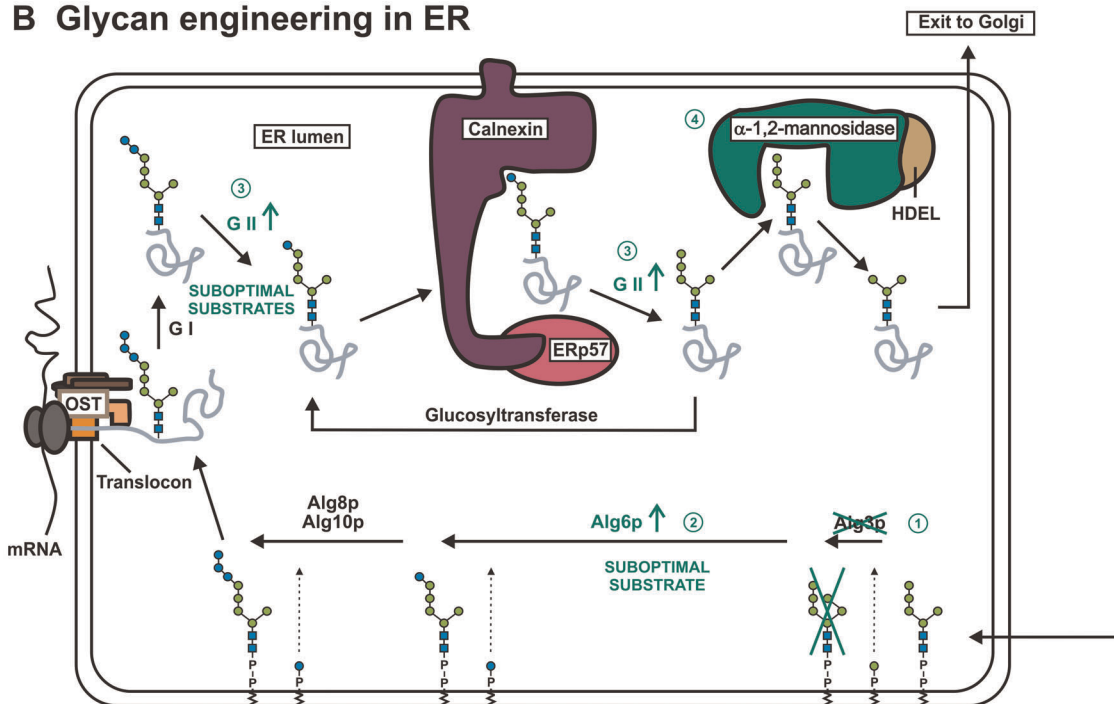 B Glycan engineering in ER
Exit to Golgi
ER lumen
Calnexin
④
α-1,2-mannosidase
HDEL
③
G II ↑
SUBOPTIMAL
SUBSTRATES
③
G II ↑
G I
ERp57
OST
Glucosyltransferase
Translocon
mRNA
Alg8p
Alg10p
Alg6p ↑ ②
SUBOPTIMAL
SUBSTRATE
Alg3p ①
P
P
P
P
P
P
P
P
P
P
P